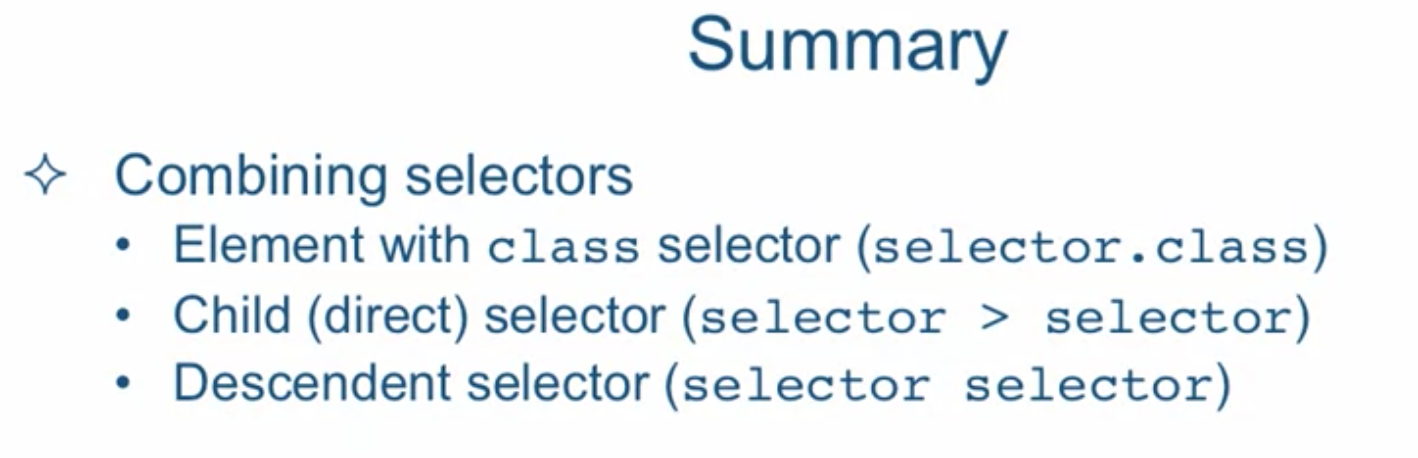 Summary
✧ Combining selectors
• Element with class selector (selector.class)
• Child (direct) selector (selector > selector)
• Descendent selector (selector selector)